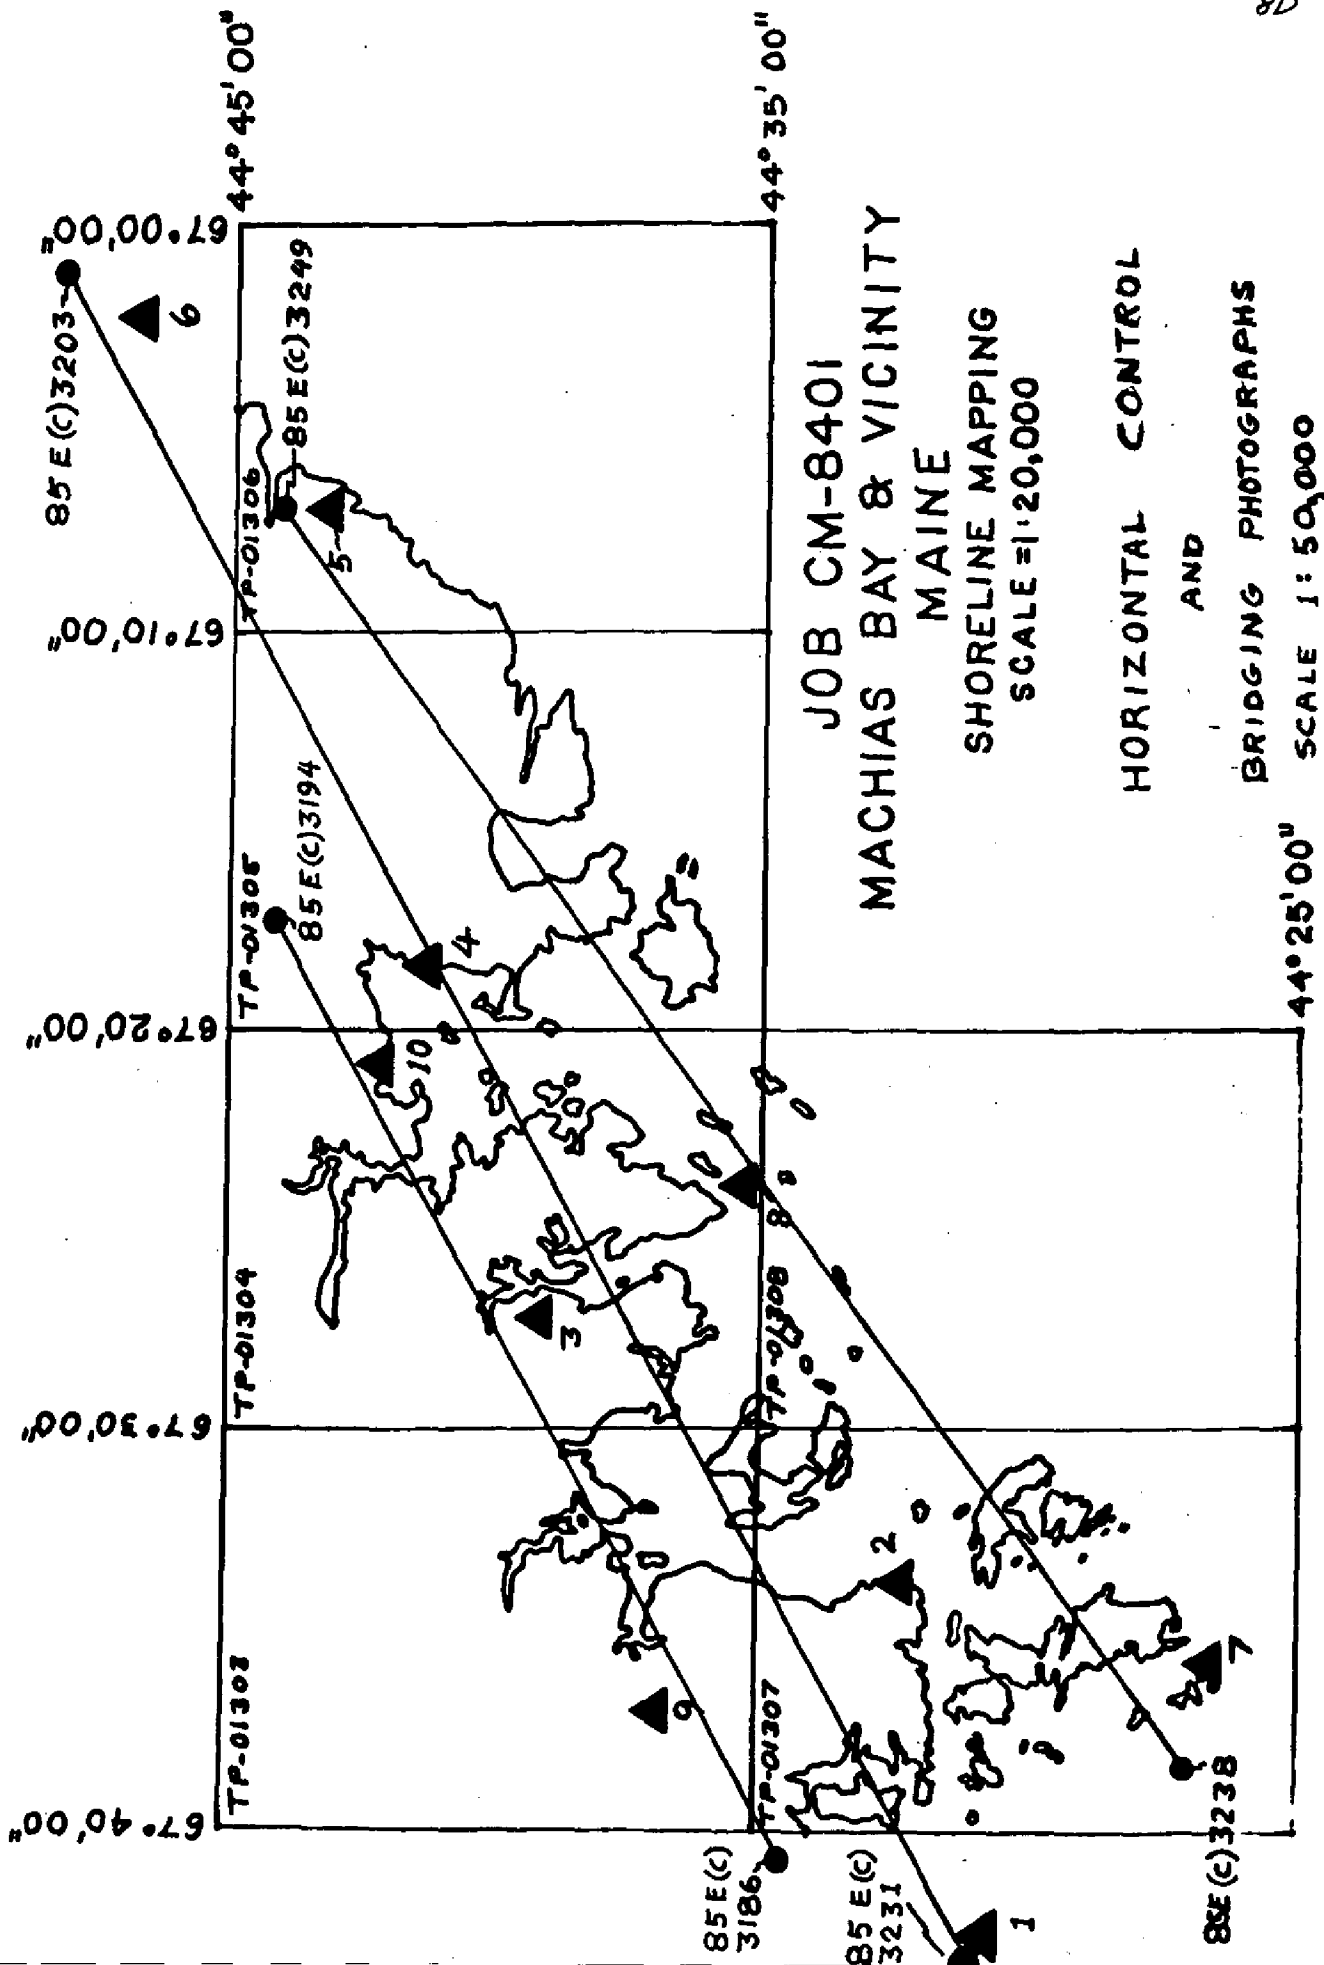 67°40'00"
67°30'00"
67°20'00"
67°10'00"
67°00'00"
44°45'00"
44°35'00"
44°25'00"
TP-01303
TP-01304
TP-01305
TP-01306
TP-01307
TP-01308
85E(C)3203
85E(C)3249
85E(C)3194
85E(C)
3186
85E(C)
3231
85E(C)3238
1
2
3
4
5
6
7
8
9
10
JOB CM-8401
MACHIAS BAY & VICINITY
MAINE
SHORELINE MAPPING
SCALE=1:20,000
HORIZONTAL CONTROL
AND
BRIDGING PHOTOGRAPHS
SCALE 1:50,000